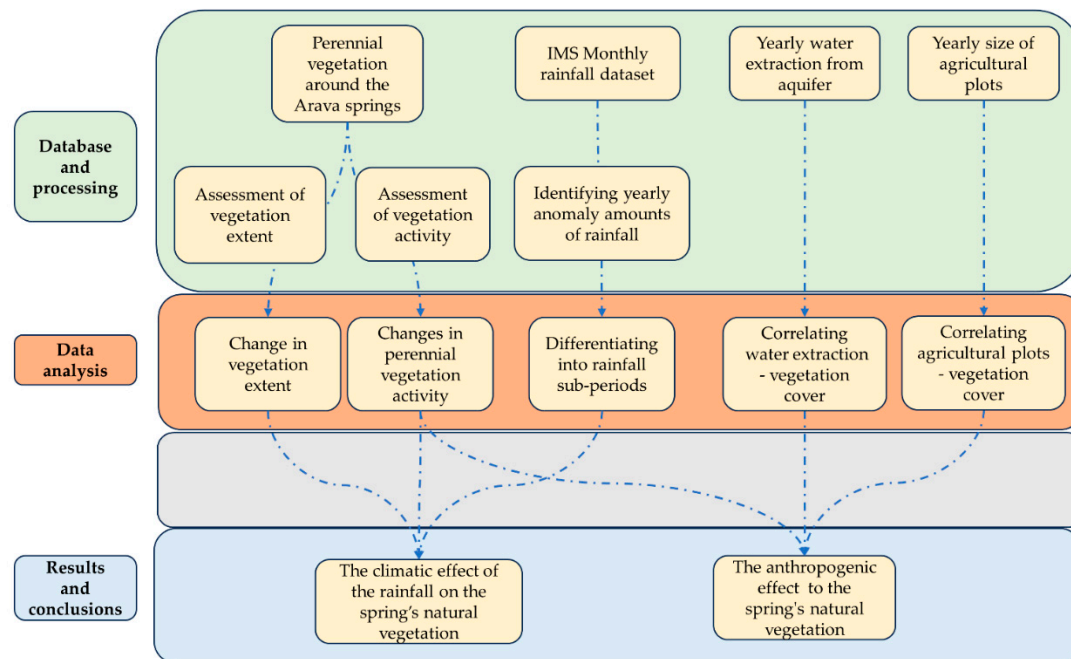 Perennial
vegetation
around the
Arava springs
IMS Monthly
rainfall dataset
Yearly water
extraction from
aquifer
Yearly size of
agricultural
plots
Database
and
processing
Assessment of
vegetation
extent
Assessment
of vegetation
activity
Identifying yearly
anomaly amounts
of rainfall
Data
analysis
Change in
vegetation
extent
Changes in
perennial
vegetation
activity
Differentiating
into rainfall
sub-periods
Correlating
water extraction
- vegetation
cover
Correlating
agricultural plots
- vegetation
cover
Results
and
conclusions
The climatic effect of
the rainfall on the
spring's natural
vegetation
The anthropogenic
effect to the
spring's natural
vegetation